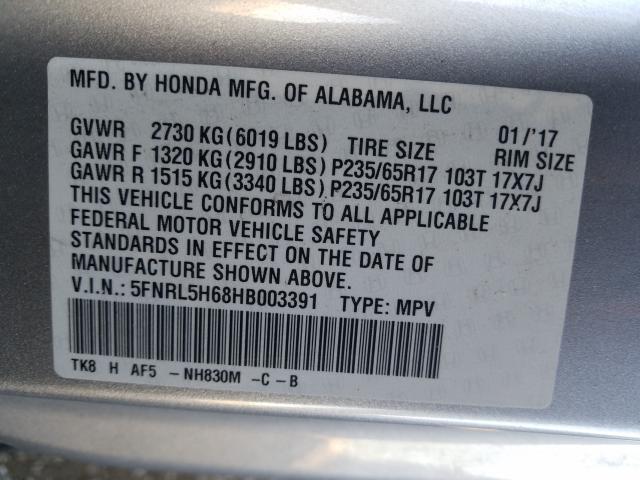 MFD. BY HONDA MFG. OF ALABAMA, LLC 01/'17
GVWR 2730 KG(6019 LBS) TIRE SIZE RIM SIZE
GAWR F 1320 KG(2910 LBS) P235/65R17 103T 17X7J
GAWR R 1515 KG(3340 LBS) P235/65R17 103T 17X7J
THIS VEHICLE CONFORMS TO ALL APPLICABLE
FEDERAL MOTOR VEHICLE SAFETY
STANDARDS IN EFFECT ON THE DATE OF
MANUFACTURE SHOWN ABOVE.
V.I.N.: 5FNRL5H68HB003391 TYPE: MPV
TK8 H AF5 -NH830M -C-B